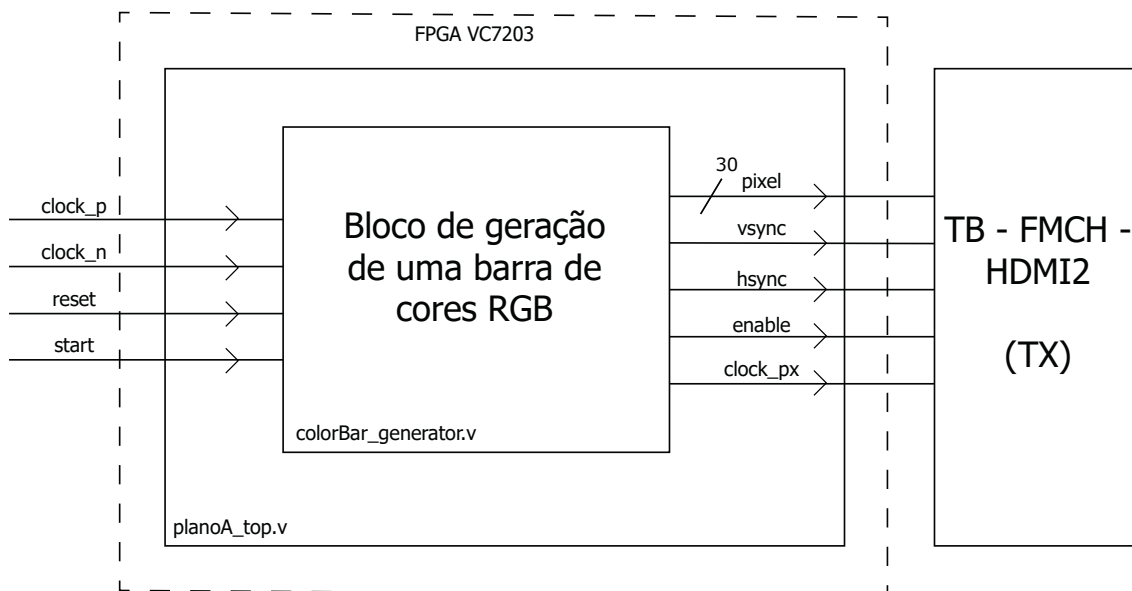 FPGA VC7203
clock_p
clock_n
reset
start
Bloco de geração
de uma barra de
cores RGB
colorBar_generator.v
planoA_top.v
30
pixel
vsync
hsync
enable
clock_px
TB - FMCH -
HDMI2
(TX)